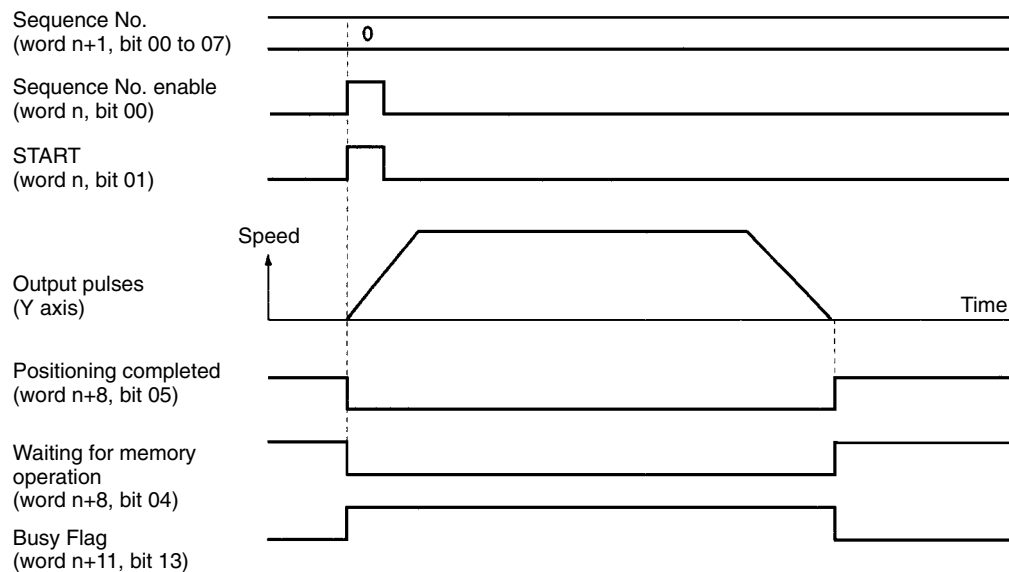 Sequence No.
(word n+1, bit 00 to 07)
0
Sequence No. enable
(word n, bit 00)
START
(word n, bit 01)
Speed
Output pulses
(Y axis)
Time
Positioning completed
(word n+8, bit 05)
Waiting for memory
operation
(word n+8, bit 04)
Busy Flag
(word n+11, bit 13)